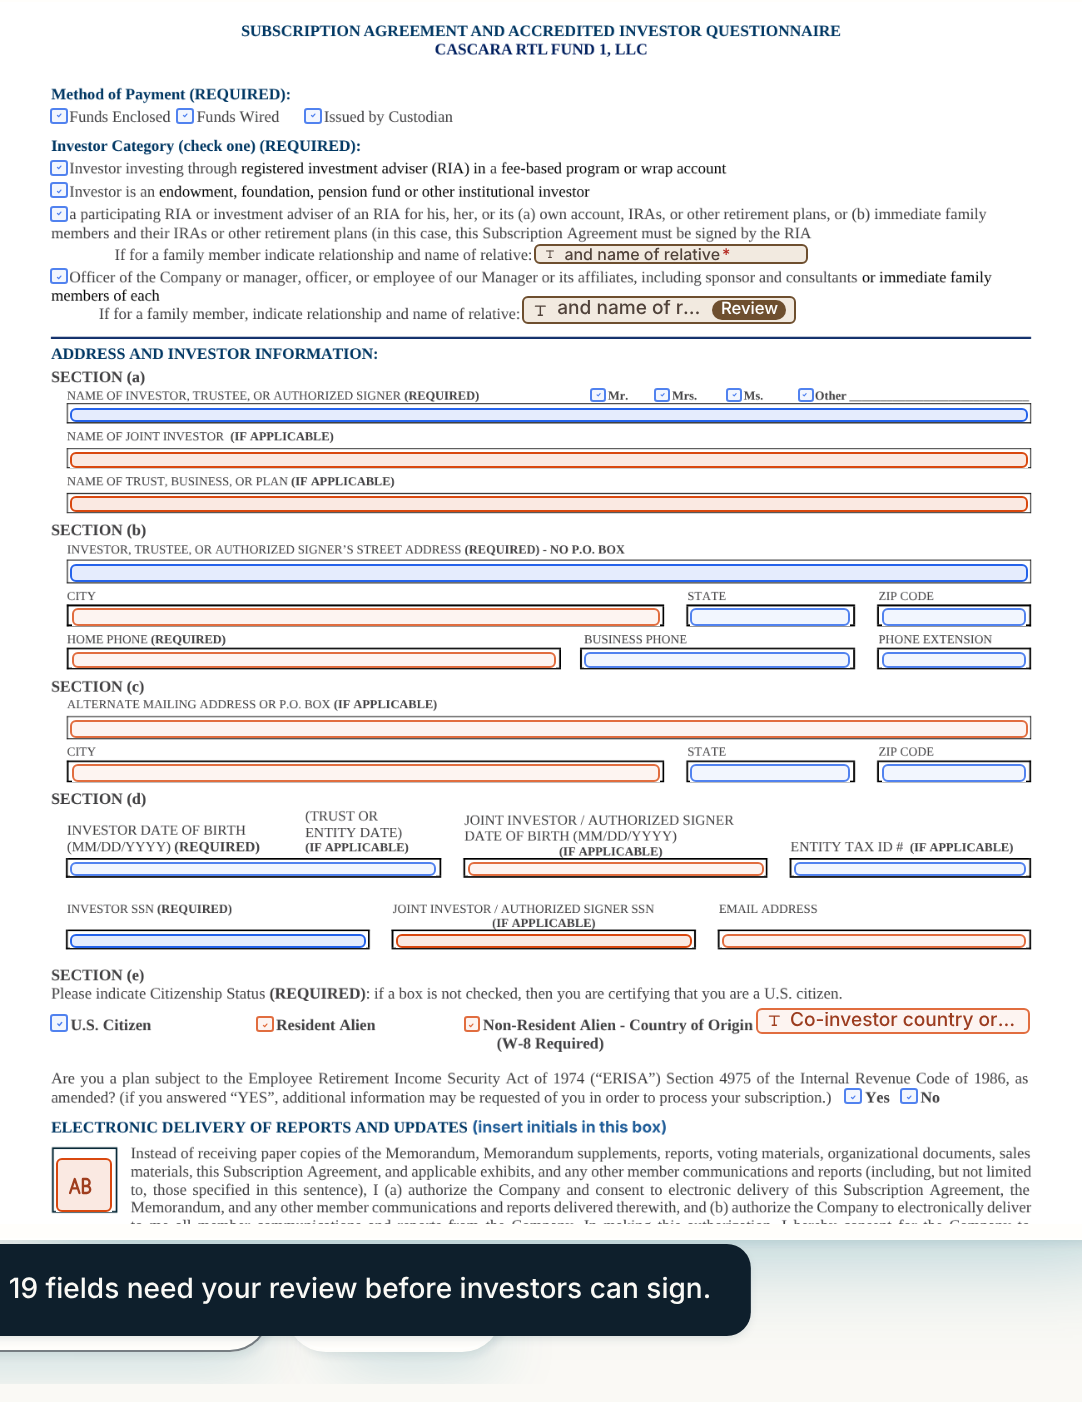 SUBSCRIPTION AGREEMENT AND ACCREDITED INVESTOR QUESTIONNAIRE
CASCARA RTL FUND 1, LLC
Method of Payment (REQUIRED):
Funds Enclosed Funds Wired Issued by Custodian
Investor Category (check one) (REQUIRED):
Investor investing through registered investment adviser (RIA) in a fee-based program or wrap account
Investor is an endowment, foundation, pension fund or other institutional investor
a participating RIA or investment adviser of an RIA for his, her, or its (a) own account, IRAs, or other retirement plans, or (b) immediate family
members and their IRAs or other retirement plans (in this case, this Subscription Agreement must be signed by the RIA
If for a family member indicate relationship and name of relative: T and name of relative*
Officer of the Company or manager, officer, or employee of our Manager or its affiliates, including sponsor and consultants or immediate family
members of each
If for a family member, indicate relationship and name of relative: T and name of r... Review
ADDRESS AND INVESTOR INFORMATION:
SECTION (a)
NAME OF INVESTOR, TRUSTEE, OR AUTHORIZED SIGNER (REQUIRED) Mr. Mrs. Ms. Other
NAME OF JOINT INVESTOR (IF APPLICABLE)
NAME OF TRUST, BUSINESS, OR PLAN (IF APPLICABLE)
SECTION (b)
INVESTOR, TRUSTEE, OR AUTHORIZED SIGNER'S STREET ADDRESS (REQUIRED) - NO P.O. BOX
CITY STATE ZIP CODE
HOME PHONE (REQUIRED) BUSINESS PHONE PHONE EXTENSION
SECTION (c)
ALTERNATE MAILING ADDRESS OR P.O. BOX (IF APPLICABLE)
CITY STATE ZIP CODE
SECTION (d)
INVESTOR DATE OF BIRTH
(MM/DD/YYYY) (REQUIRED)
(TRUST OR
ENTITY DATE)
(IF APPLICABLE)
JOINT INVESTOR / AUTHORIZED SIGNER
DATE OF BIRTH (MM/DD/YYYY)
(IF APPLICABLE)
ENTITY TAX ID # (IF APPLICABLE)
INVESTOR SSN (REQUIRED)
JOINT INVESTOR / AUTHORIZED SIGNER SSN
(IF APPLICABLE)
EMAIL ADDRESS
SECTION (e)
Please indicate Citizenship Status (REQUIRED): if a box is not checked, then you are certifying that you are a U.S. citizen.
U.S. Citizen Resident Alien Non-Resident Alien - Country of Origin T Co-investor country or...
(W-8 Required)
Are you a plan subject to the Employee Retirement Income Security Act of 1974 (“ERISA”) Section 4975 of the Internal Revenue Code of 1986, as
amended? (if you answered “YES”, additional information may be requested of you in order to process your subscription.) Yes No
ELECTRONIC DELIVERY OF REPORTS AND UPDATES (insert initials in this box)
AB
Instead of receiving paper copies of the Memorandum, Memorandum supplements, reports, voting materials, organizational documents, sales
materials, this Subscription Agreement, and applicable exhibits, and any other member communications and reports (including, but not limited
to, those specified in this sentence), I (a) authorize the Company and consent to electronic delivery of this Subscription Agreement, the
Memorandum, and any other member communications and reports delivered therewith, and (b) authorize the Company to electronically deliver
to me all member communications and reports from the Company. In making this authorization, I hereby consent for the Company to
19 fields need your review before investors can sign.